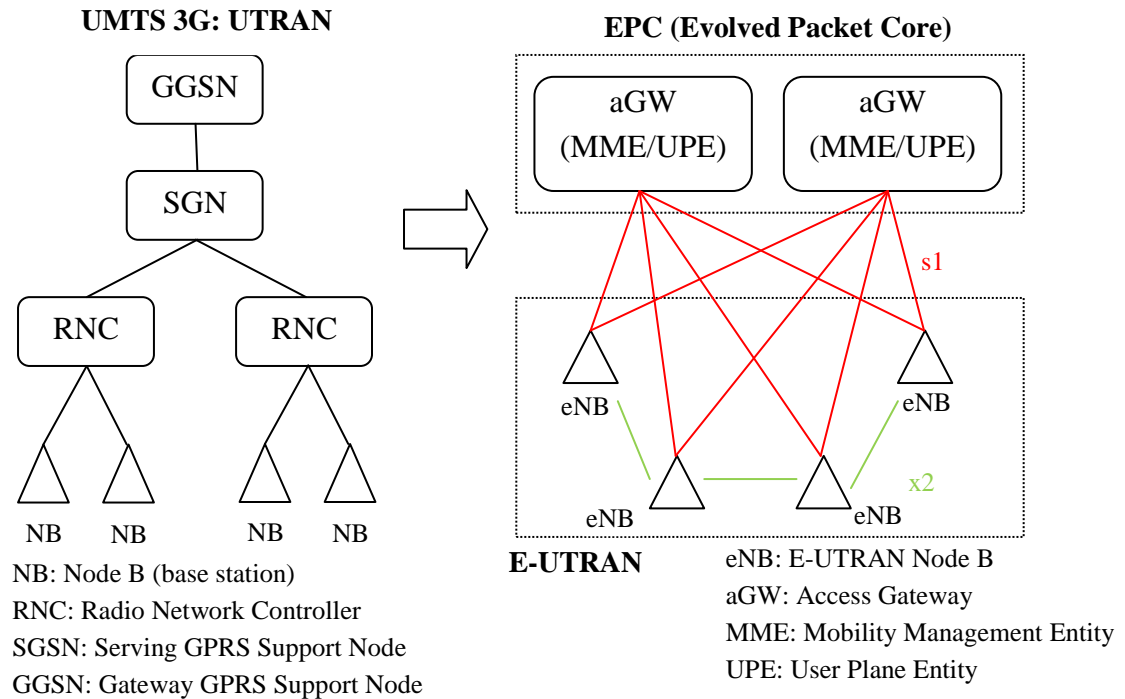 UMTS 3G: UTRAN
GGSN
SGN
RNC
RNC
NB
NB
NB
NB
NB: Node B (base station)
RNC: Radio Network Controller
SGSN: Serving GPRS Support Node
GGSN: Gateway GPRS Support Node
EPC (Evolved Packet Core)
aGW
(MME/UPE)
aGW
(MME/UPE)
s1
eNB
eNB
x2
eNB
eNB
E-UTRAN
eNB: E-UTRAN Node B
aGW: Access Gateway
MME: Mobility Management Entity
UPE: User Plane Entity